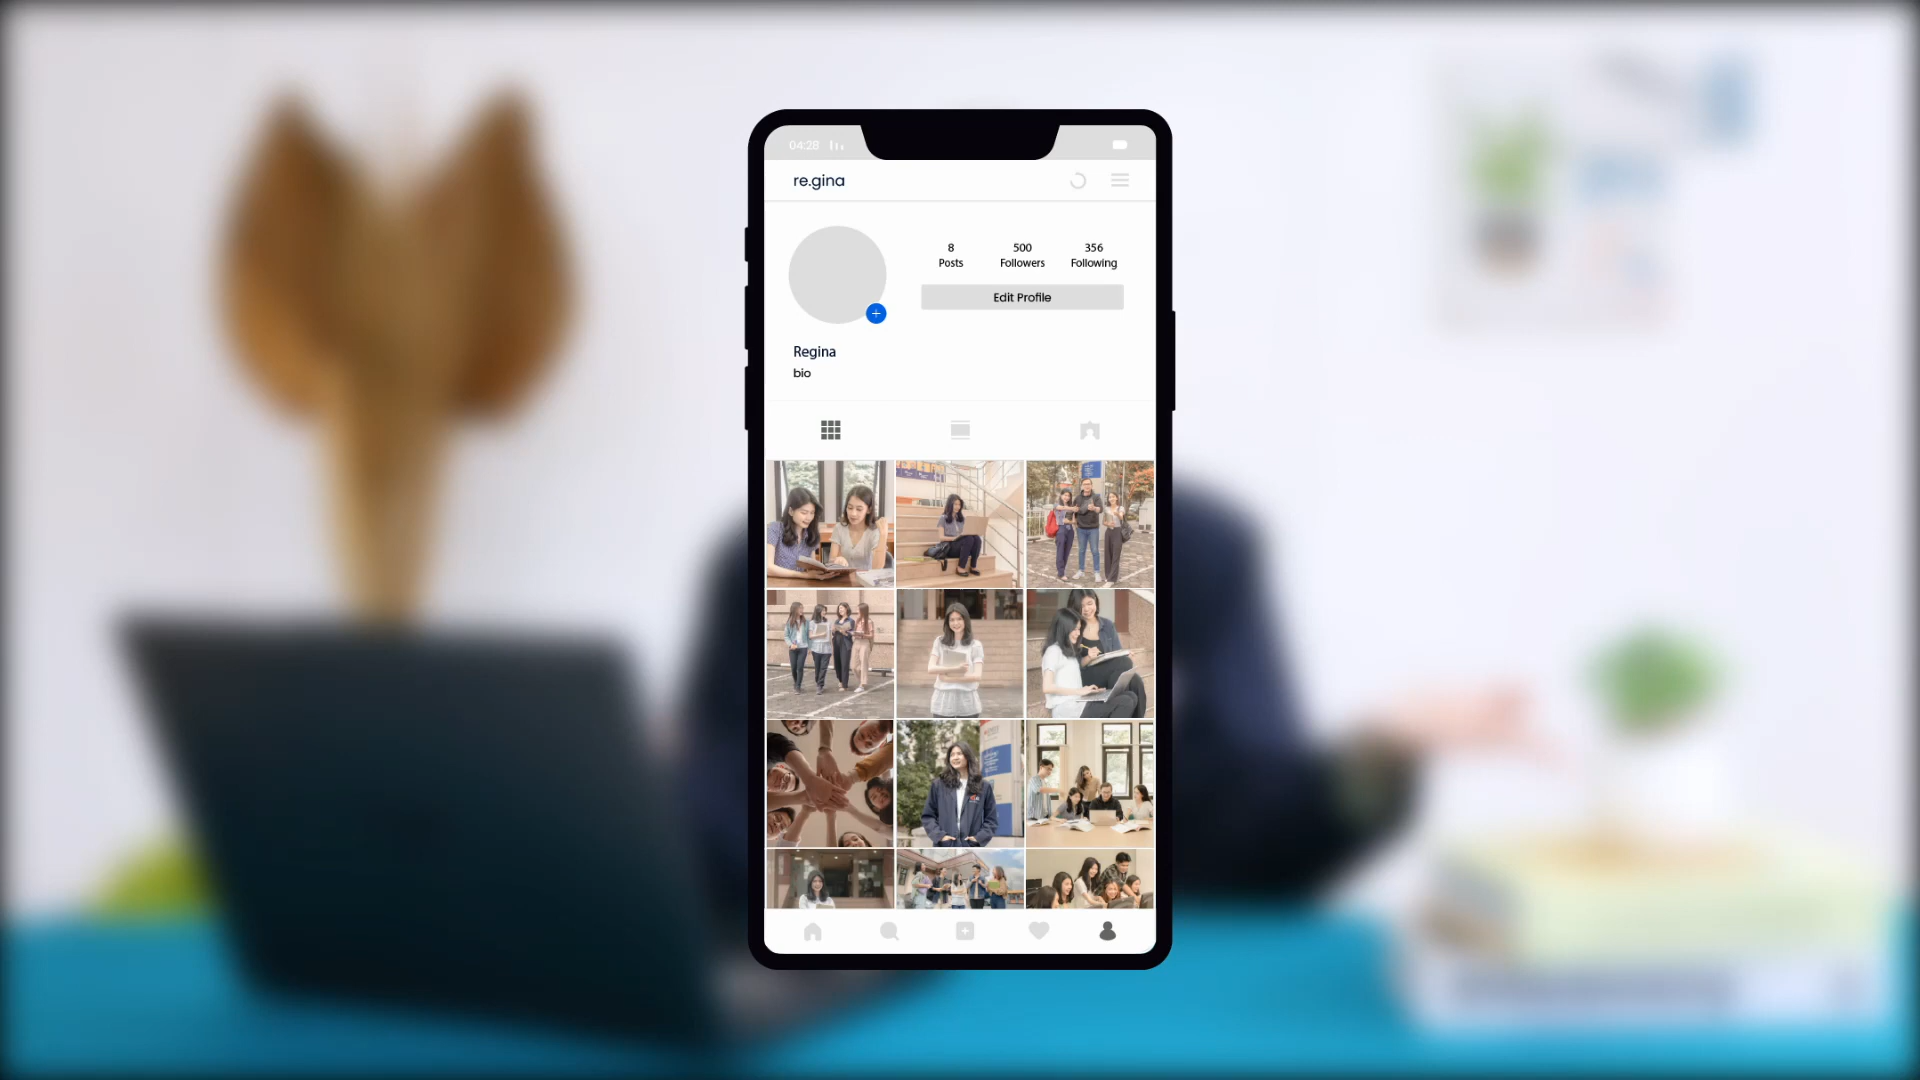 04:28
re.gina
8 500 356
Posts Followers Following
Edit Profile
Regina
bio